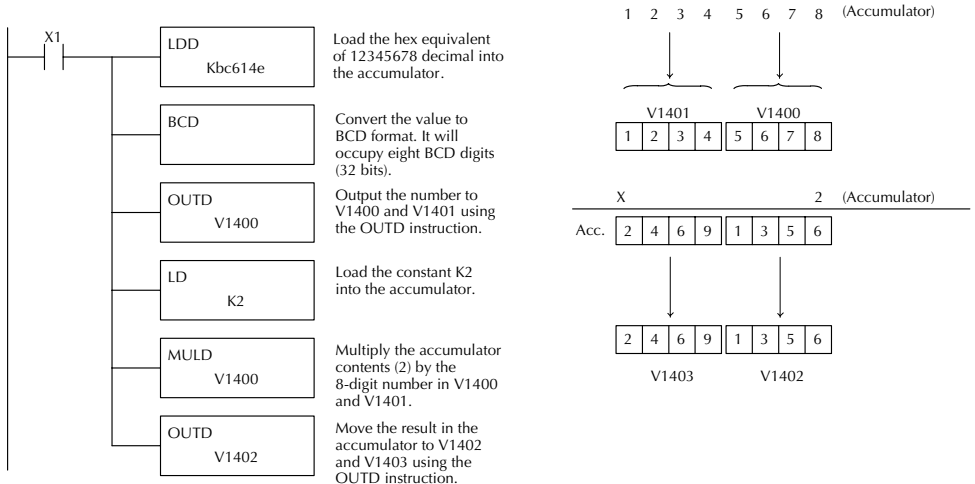 X1
LDD
Kbc614e
Load the hex equivalent
of 12345678 decimal into
the accumulator.
BCD
Convert the value to
BCD format. It will
occupy eight BCD digits
(32 bits).
OUTD
V1400
Output the number to
V1400 and V1401 using
the OUTD instruction.
LD
K2
Load the constant K2
into the accumulator.
MULD
V1400
Multiply the accumulator
contents (2) by the
8-digit number in V1400
and V1401.
OUTD
V1402
Move the result in the
accumulator to V1402
and V1403 using the
OUTD instruction.
1 2 3 4 5 6 7 8 (Accumulator)
V1401 V1400
1 2 3 4 5 6 7 8
X 2 (Accumulator)
Acc. 2 4 6 9 1 3 5 6
2 4 6 9 1 3 5 6
V1403 V1402